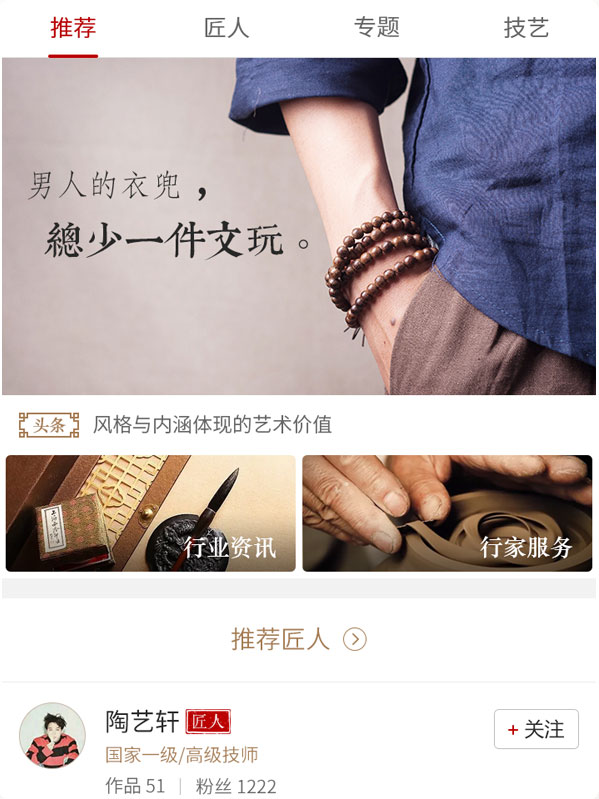 推荐 匠人 专题 技艺
男人的衣兜，
總少一件文玩。
头条 风格与内涵体现的艺术价值
行业资讯 行家服务
推荐匠人
陶艺轩 匠人
+ 关注
国家一级/高级技师
作品 51 | 粉丝 1222